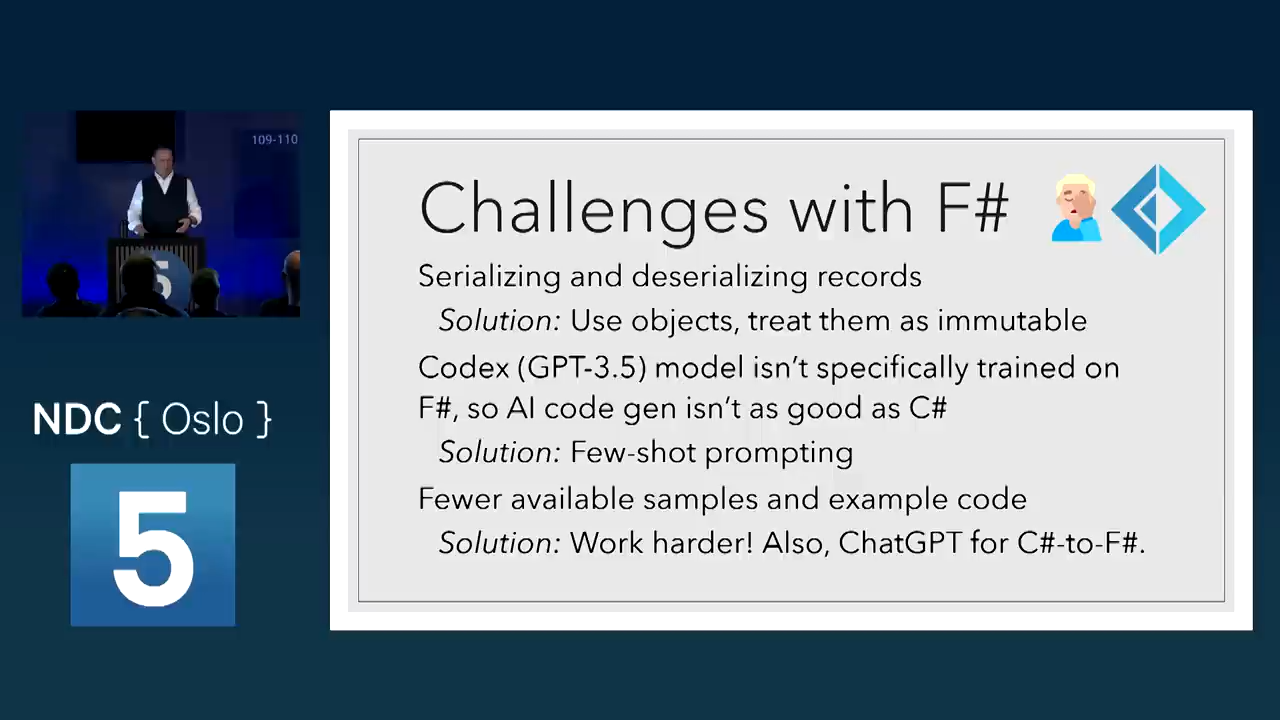 109-110
5
NDC { Oslo }
5
Challenges with F#
Serializing and deserializing records
Solution: Use objects, treat them as immutable
Codex (GPT-3.5) model isn’t specifically trained on
F#, so AI code gen isn’t as good as C#
Solution: Few-shot prompting
Fewer available samples and example code
Solution: Work harder! Also, ChatGPT for C#-to-F#.